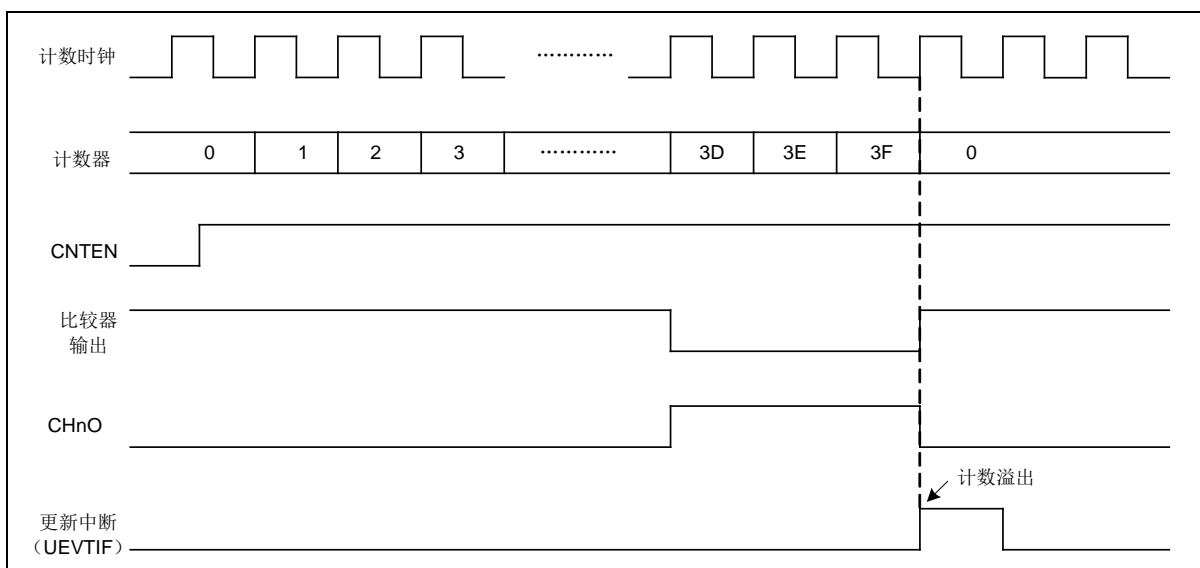 计数时钟
…………
计数器
0 1 2 3 ………… 3D 3E 3F 0
CNTEN
比较器
输出
CHnO
计数溢出
更新中断
(UEVTIF)